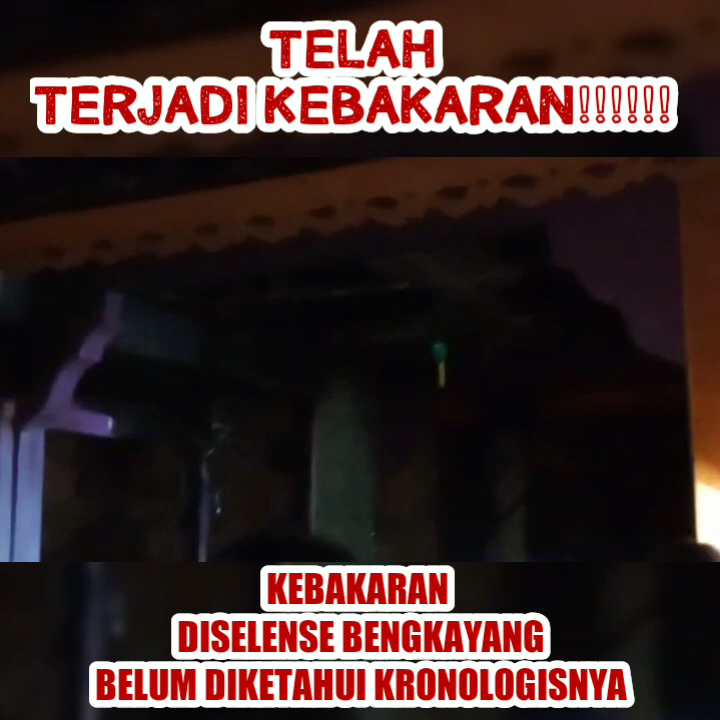 TELAH
TERJADI KEBAKARAN!!!!!!
KEBAKARAN
DISELENSE BENGKAYANG
BELUM DIKETAHUI KRONOLOGISNYA